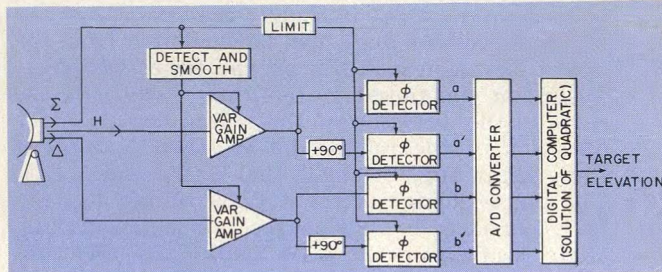 LIMIT
DETECT AND
SMOOTH
Σ
H
Δ
VAR
GAIN
AMP
+90°
VAR
GAIN
AMP
+90°
ϕ
DETECTOR
a
ϕ
DETECTOR
a′
ϕ
DETECTOR
b
ϕ
DETECTOR
b′
A/D CONVERTER
DIGITAL COMPUTER
(SOLUTION OF QUADRATIC)
TARGET
ELEVATION